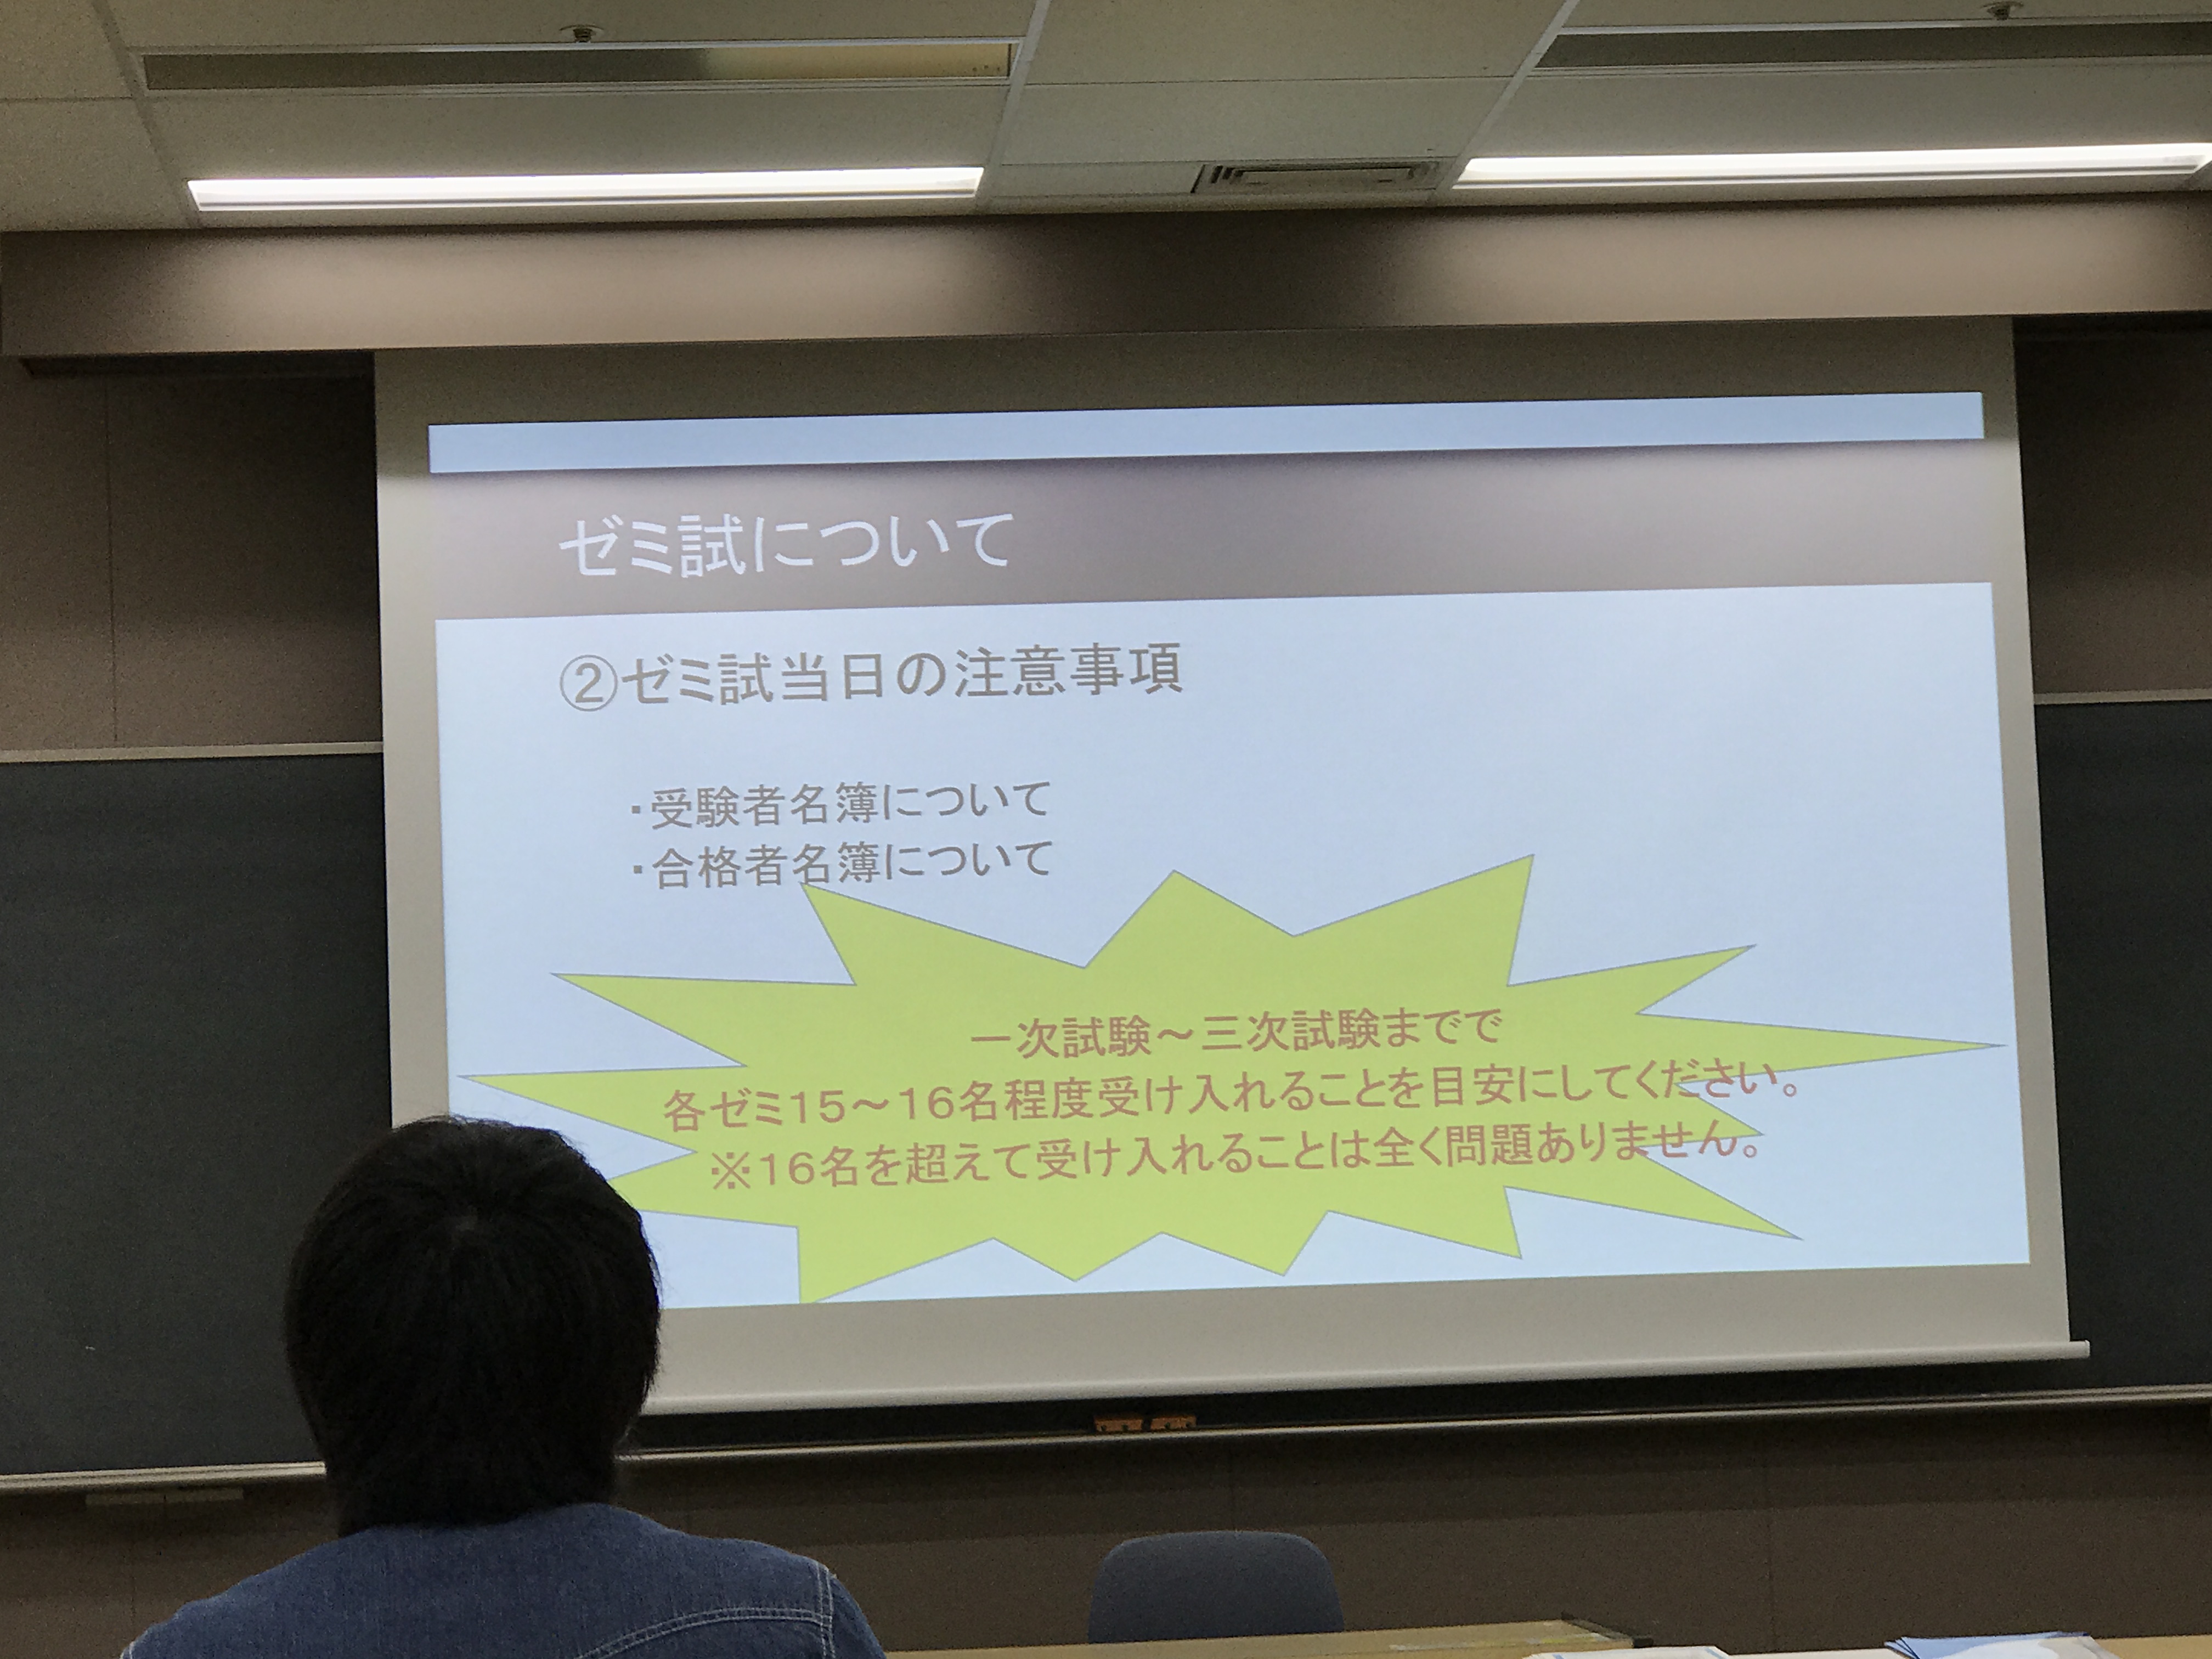 ゼミ試について
②ゼミ試当日の注意事項
・受験者名簿について
・合格者名簿について
一次試験～三次試験までで
各ゼミ15～16名程度受け入れることを目安にしてください。
※16名を超えて受け入れることは全く問題ありません。